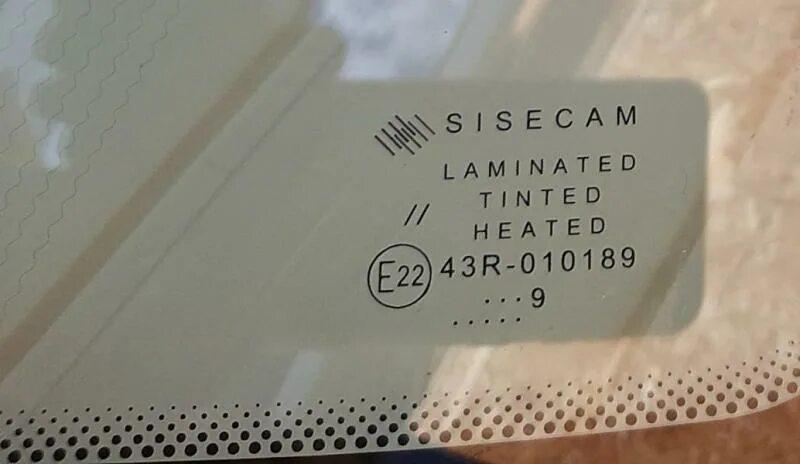 SISECAM
LAMINATED
TINTED
//
HEATED
E22 43R-010189
...9
.....